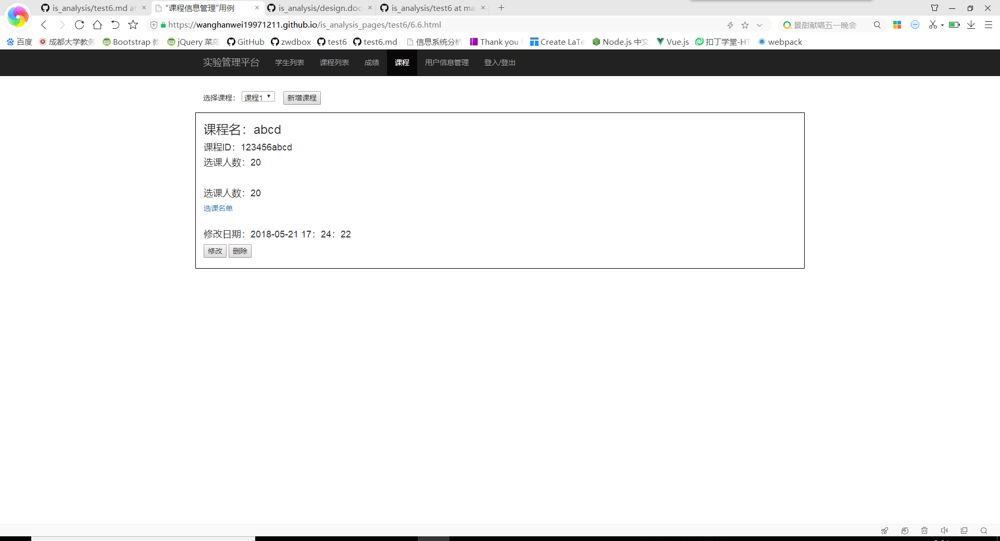 is_analysis/test6.md at
“课程信息管理”用例
is_analysis/design.doc
is_analysis/test6 at ma
https://wanghanwei19971211.github.io/is_analysis_pages/test6/6.6.html
景甜献唱五一晚会
百度
成都大学教务
Bootstrap 教
jQuery 菜鸟
GitHub
zwdbox
test6
test6.md
信息系统分析
Thank you f
Create LaTe
Node.js 中文
Vue.js
扣丁学堂-HT
webpack
实验管理平台
学生列表
课程列表
成绩
课程
用户信息管理
登入/登出
选择课程：
课程1
新增课程
课程名：abcd
课程ID：123456abcd
选课人数：20
选课人数：20
选课名单
修改日期：2018-05-21 17：24：22
修改
删除